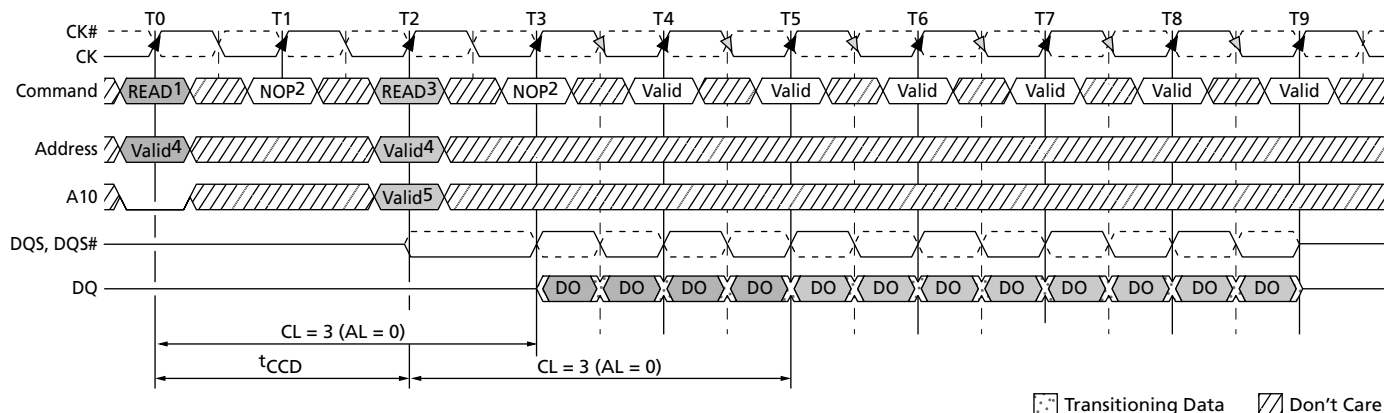 T0 T1 T2 T3 T4 T5 T6 T7 T8 T9
CK#
CK
Command READ1 NOP2 READ3 NOP2 Valid Valid Valid Valid Valid Valid
Address Valid4 Valid4
A10 Valid5
DQS, DQS#
DQ DO DO DO DO DO DO DO DO DO DO DO DO
CL = 3 (AL = 0)
tCCD CL = 3 (AL = 0)
Transitioning Data Don't Care